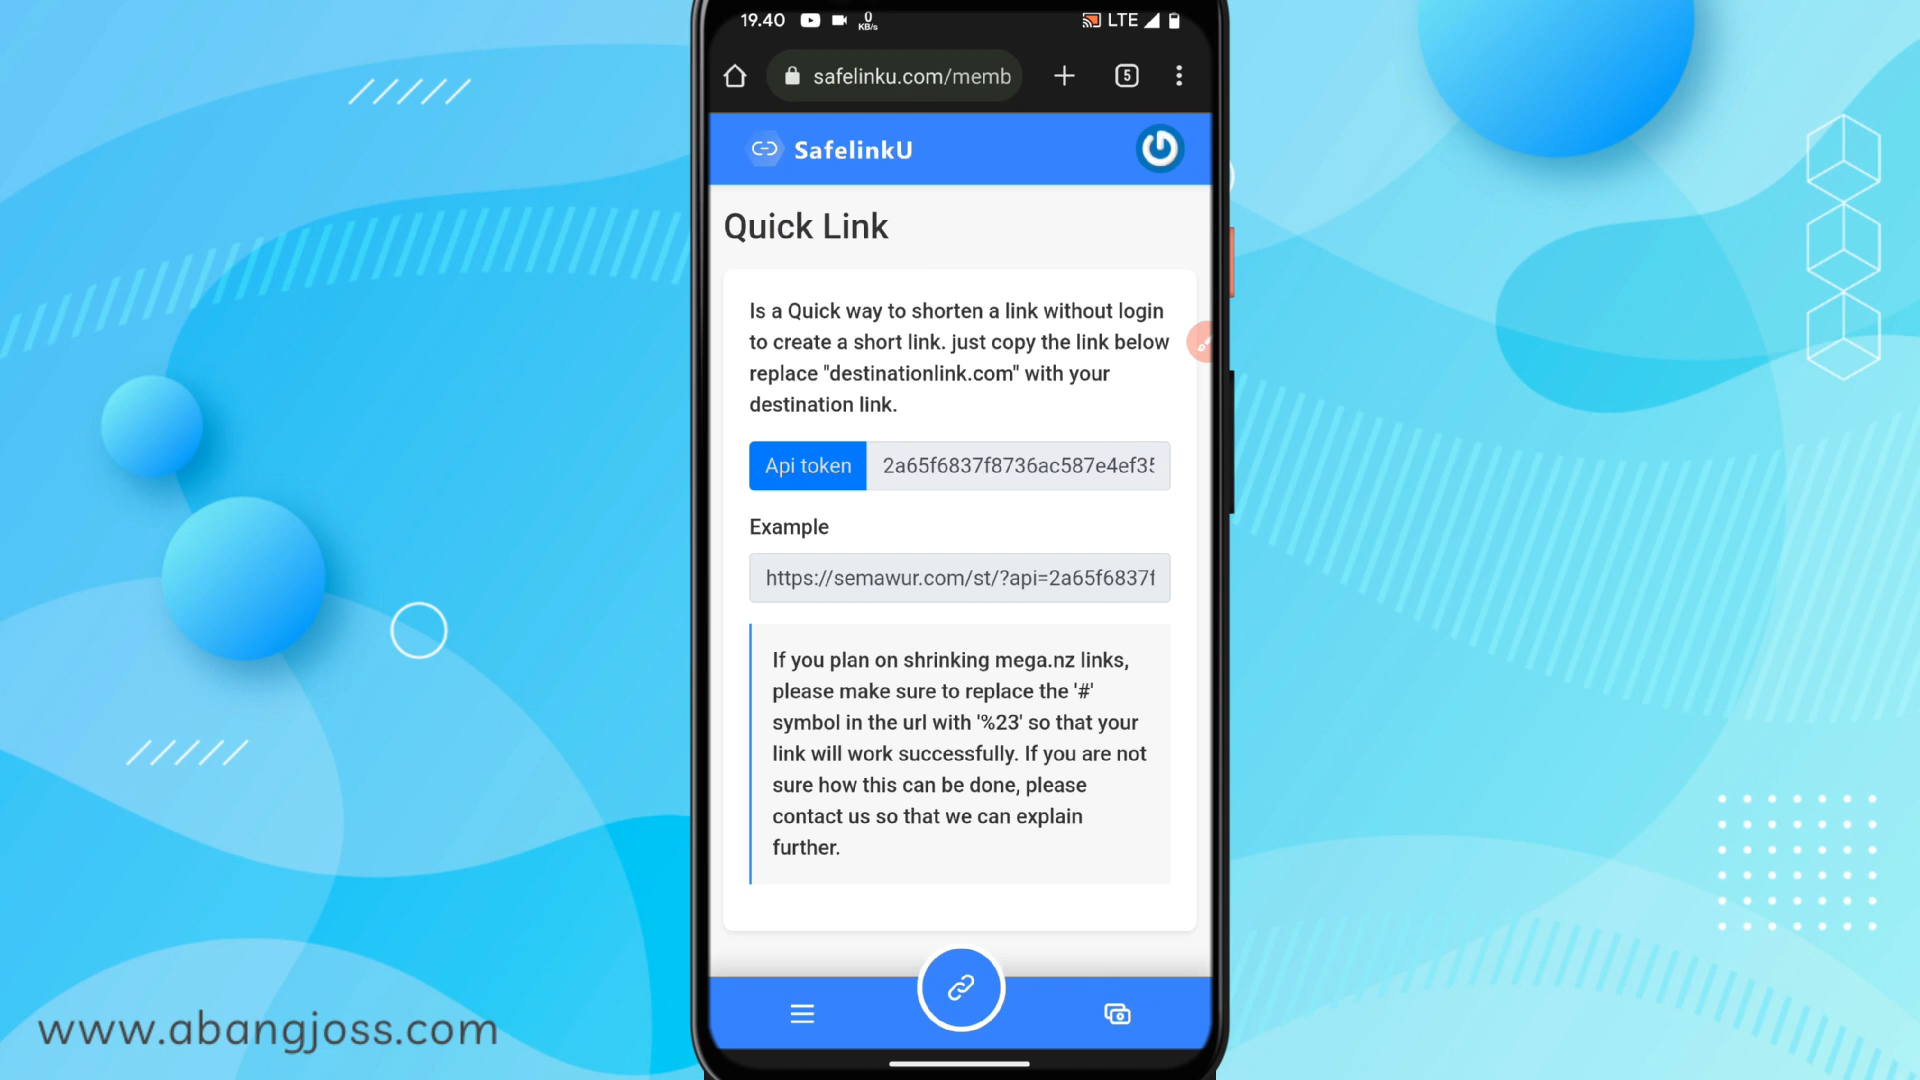 19.40
0
KB/s
LTE
safelinku.com/memb
5
SafelinkU
Quick Link
Is a Quick way to shorten a link without login
to create a short link. just copy the link below
replace "destinationlink.com" with your
destination link.
Api token
2a65f6837f8736ac587e4ef35
Example
https://semawur.com/st/?api=2a65f6837f
If you plan on shrinking mega.nz links,
please make sure to replace the '#'
symbol in the url with '%23' so that your
link will work successfully. If you are not
sure how this can be done, please
contact us so that we can explain
further.
www.abangjoss.com